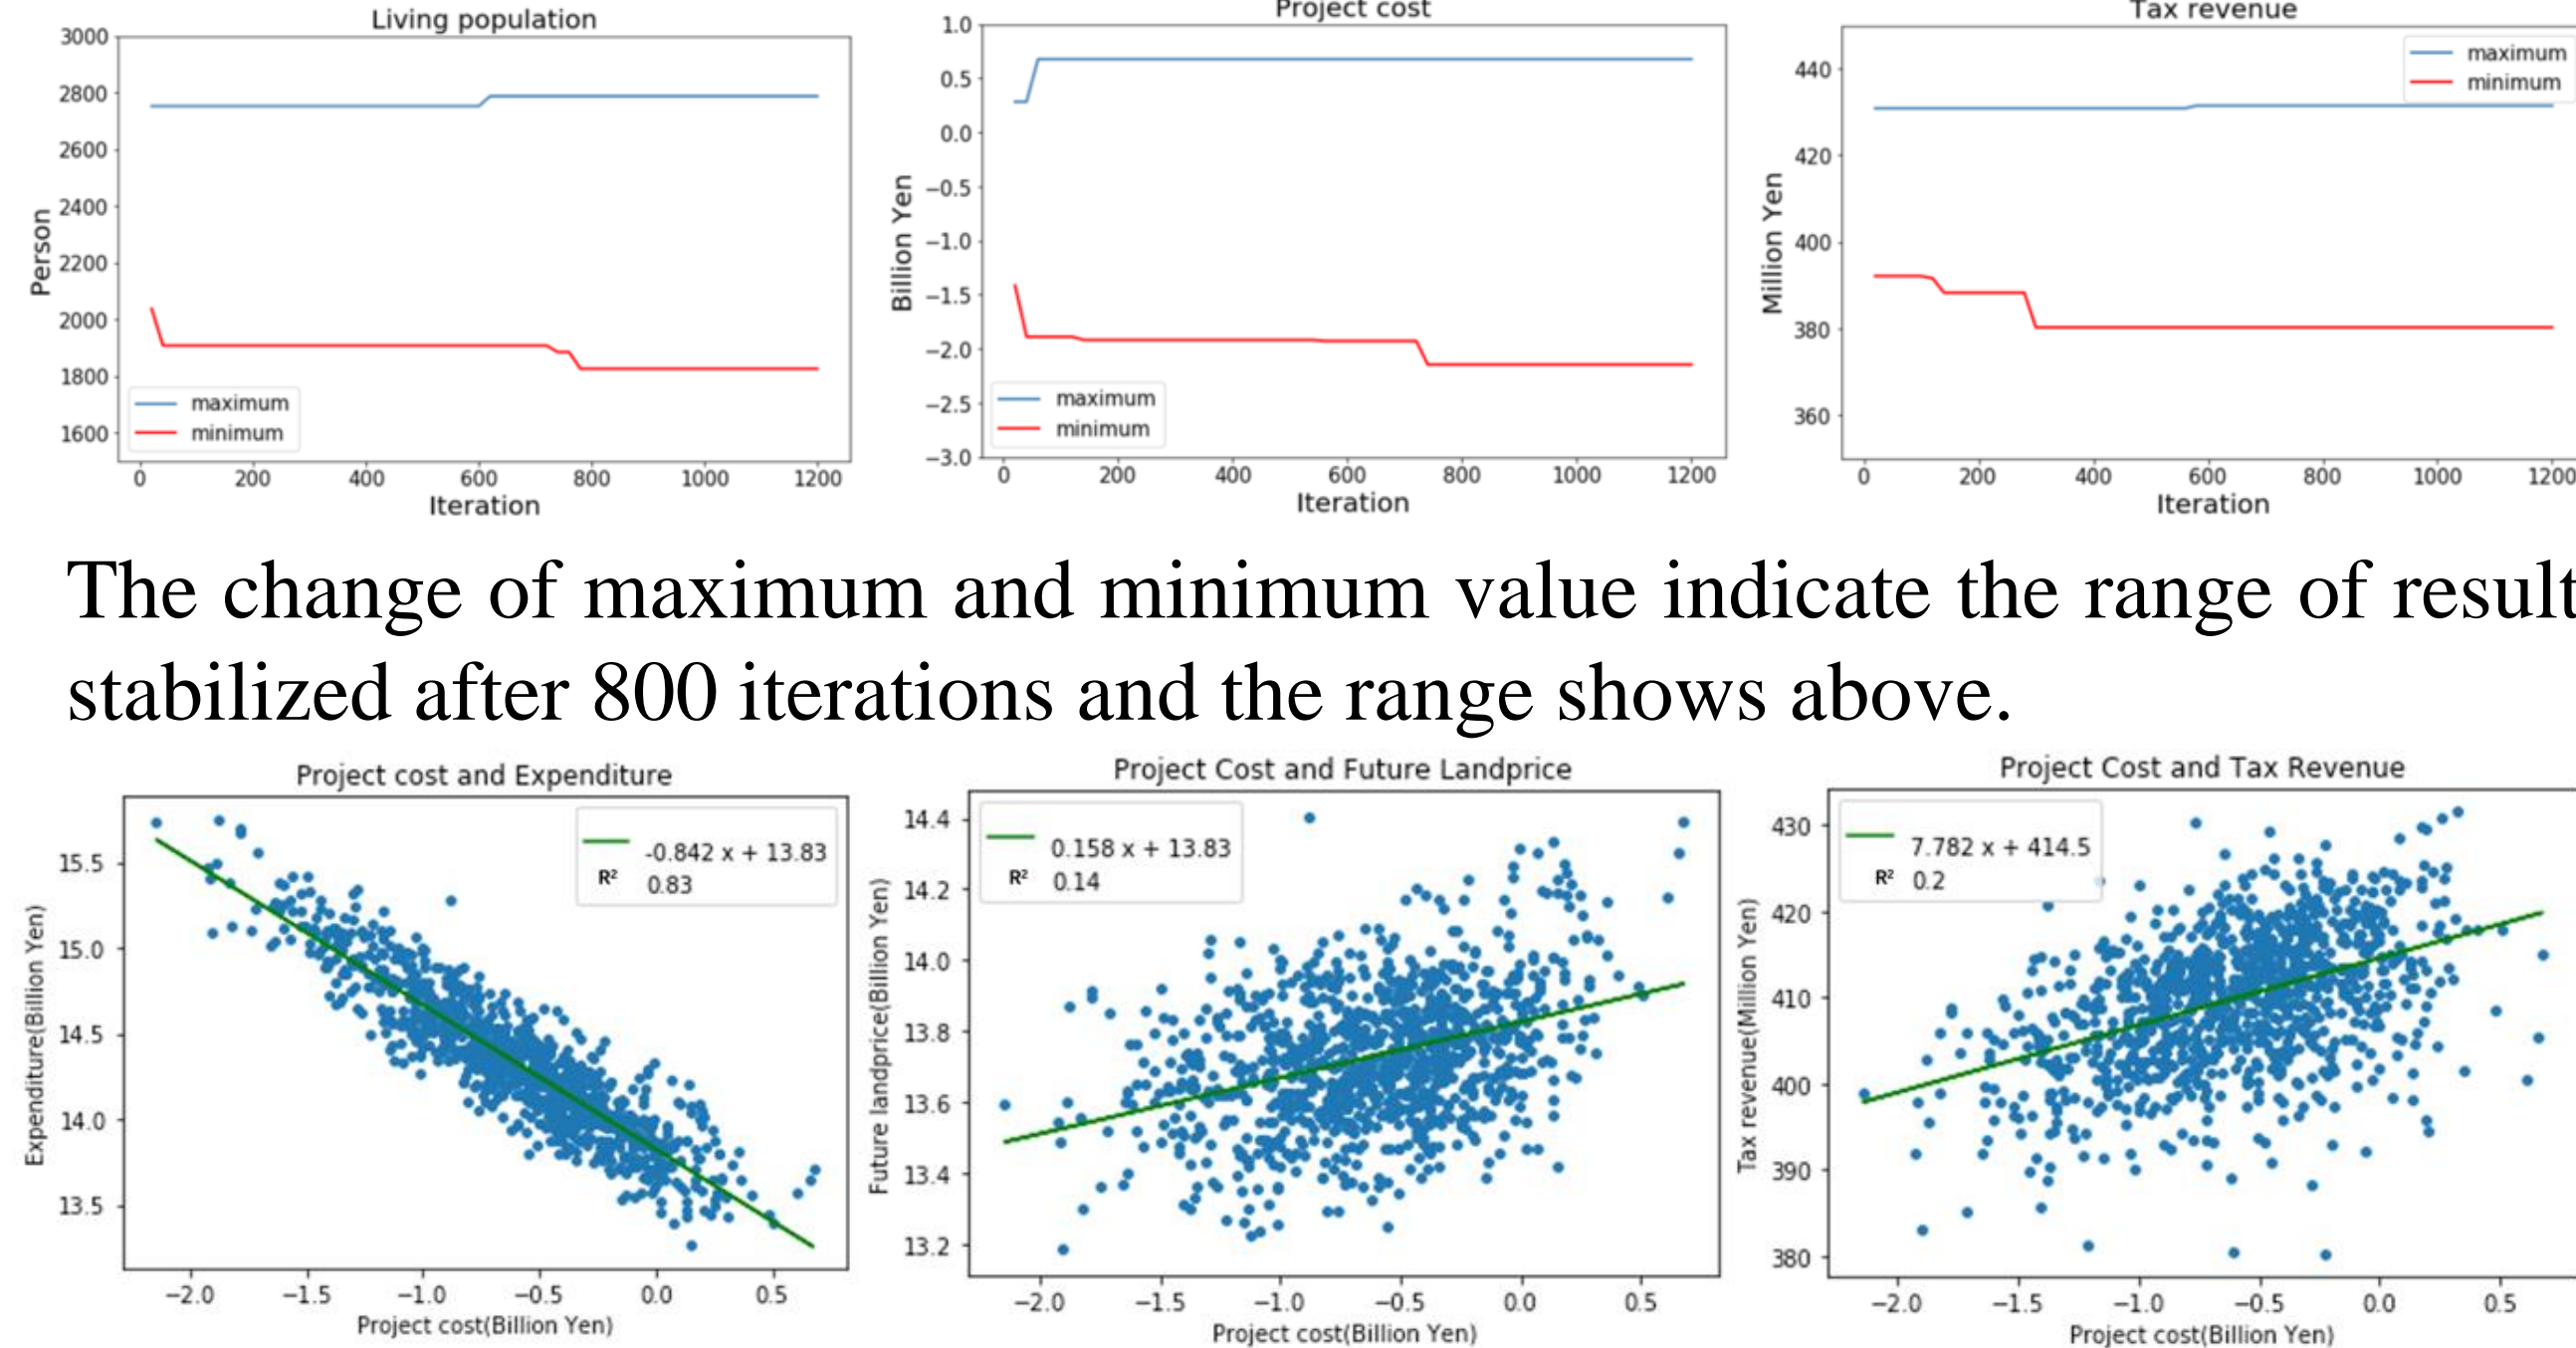 Living population
3000
2800
2600
2400
2200
2000
1800
1600
Person
maximum
minimum
0 200 400 600 800 1000 1200
Iteration
Project cost
1.0
0.5
0.0
−0.5
−1.0
−1.5
−2.0
−2.5
−3.0
Billion Yen
maximum
minimum
0 200 400 600 800 1000 1200
Iteration
Tax revenue
maximum
minimum
440
420
400
380
360
Million Yen
0 200 400 600 800 1000 1200
Iteration
The change of maximum and minimum value indicate the range of result
stabilized after 800 iterations and the range shows above.
Project cost and Expenditure
-0.842 x + 13.83
R² 0.83
15.5
15.0
14.5
14.0
13.5
Expenditure(Billion Yen)
−2.0 −1.5 −1.0 −0.5 0.0 0.5
Project cost(Billion Yen)
Project Cost and Future Landprice
0.158 x + 13.83
R² 0.14
14.4
14.2
14.0
13.8
13.6
13.4
13.2
Future landprice(Billion Yen)
−2.0 −1.5 −1.0 −0.5 0.0 0.5
Project cost(Billion Yen)
Project Cost and Tax Revenue
7.782 x + 414.5
R² 0.2
430
420
410
400
390
380
Tax revenue(Million Yen)
−2.0 −1.5 −1.0 −0.5 0.0 0.5
Project cost(Billion Yen)